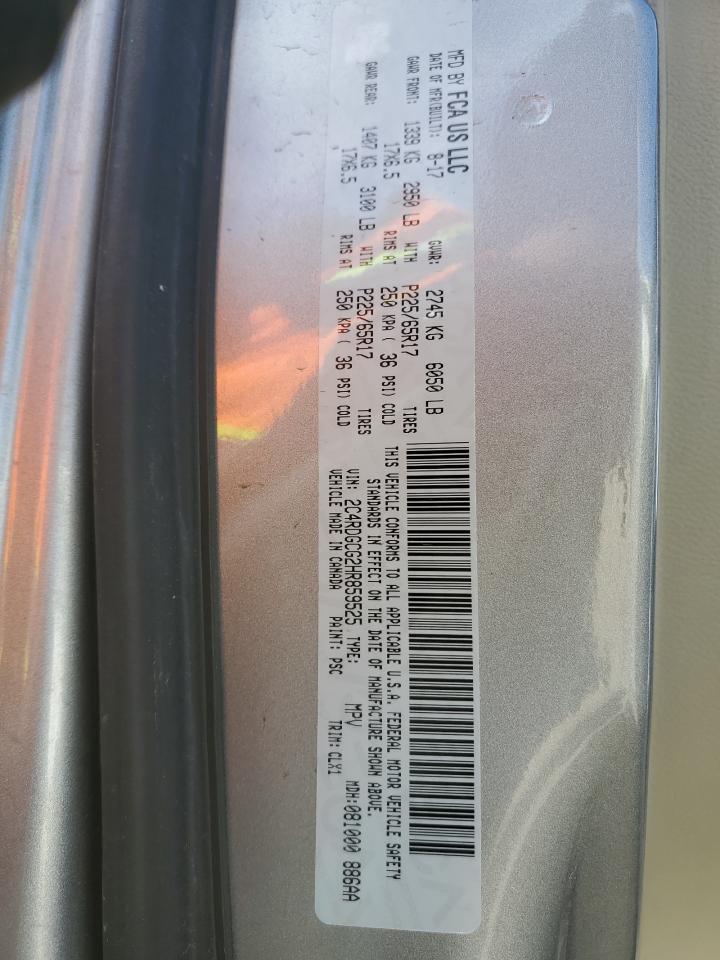 MFD BY FCA US LLC
DATE OF MFR(BUILT): 8-17 GVWR: 2745 KG 6050 LB
GAWR FRONT: 1339 KG 2950 LB WITH P225/65R17 TIRES
17X6.5 RIMS AT 250 KPA ( 36 PSI) COLD
GAWR REAR: 1407 KG 3100 LB WITH P225/65R17 TIRES
17X6.5 RIMS AT 250 KPA ( 36 PSI) COLD
THIS VEHICLE CONFORMS TO ALL APPLICABLE U.S.A. FEDERAL MOTOR VEHICLE SAFETY
STANDARDS IN EFFECT ON THE DATE OF MANUFACTURE SHOWN ABOVE.
VIN: 2C4RDGCG2HR859525 TYPE: MPV MDH:081000 886AA
VEHICLE MADE IN CANADA PAINT: PSC TRIM: CLX1